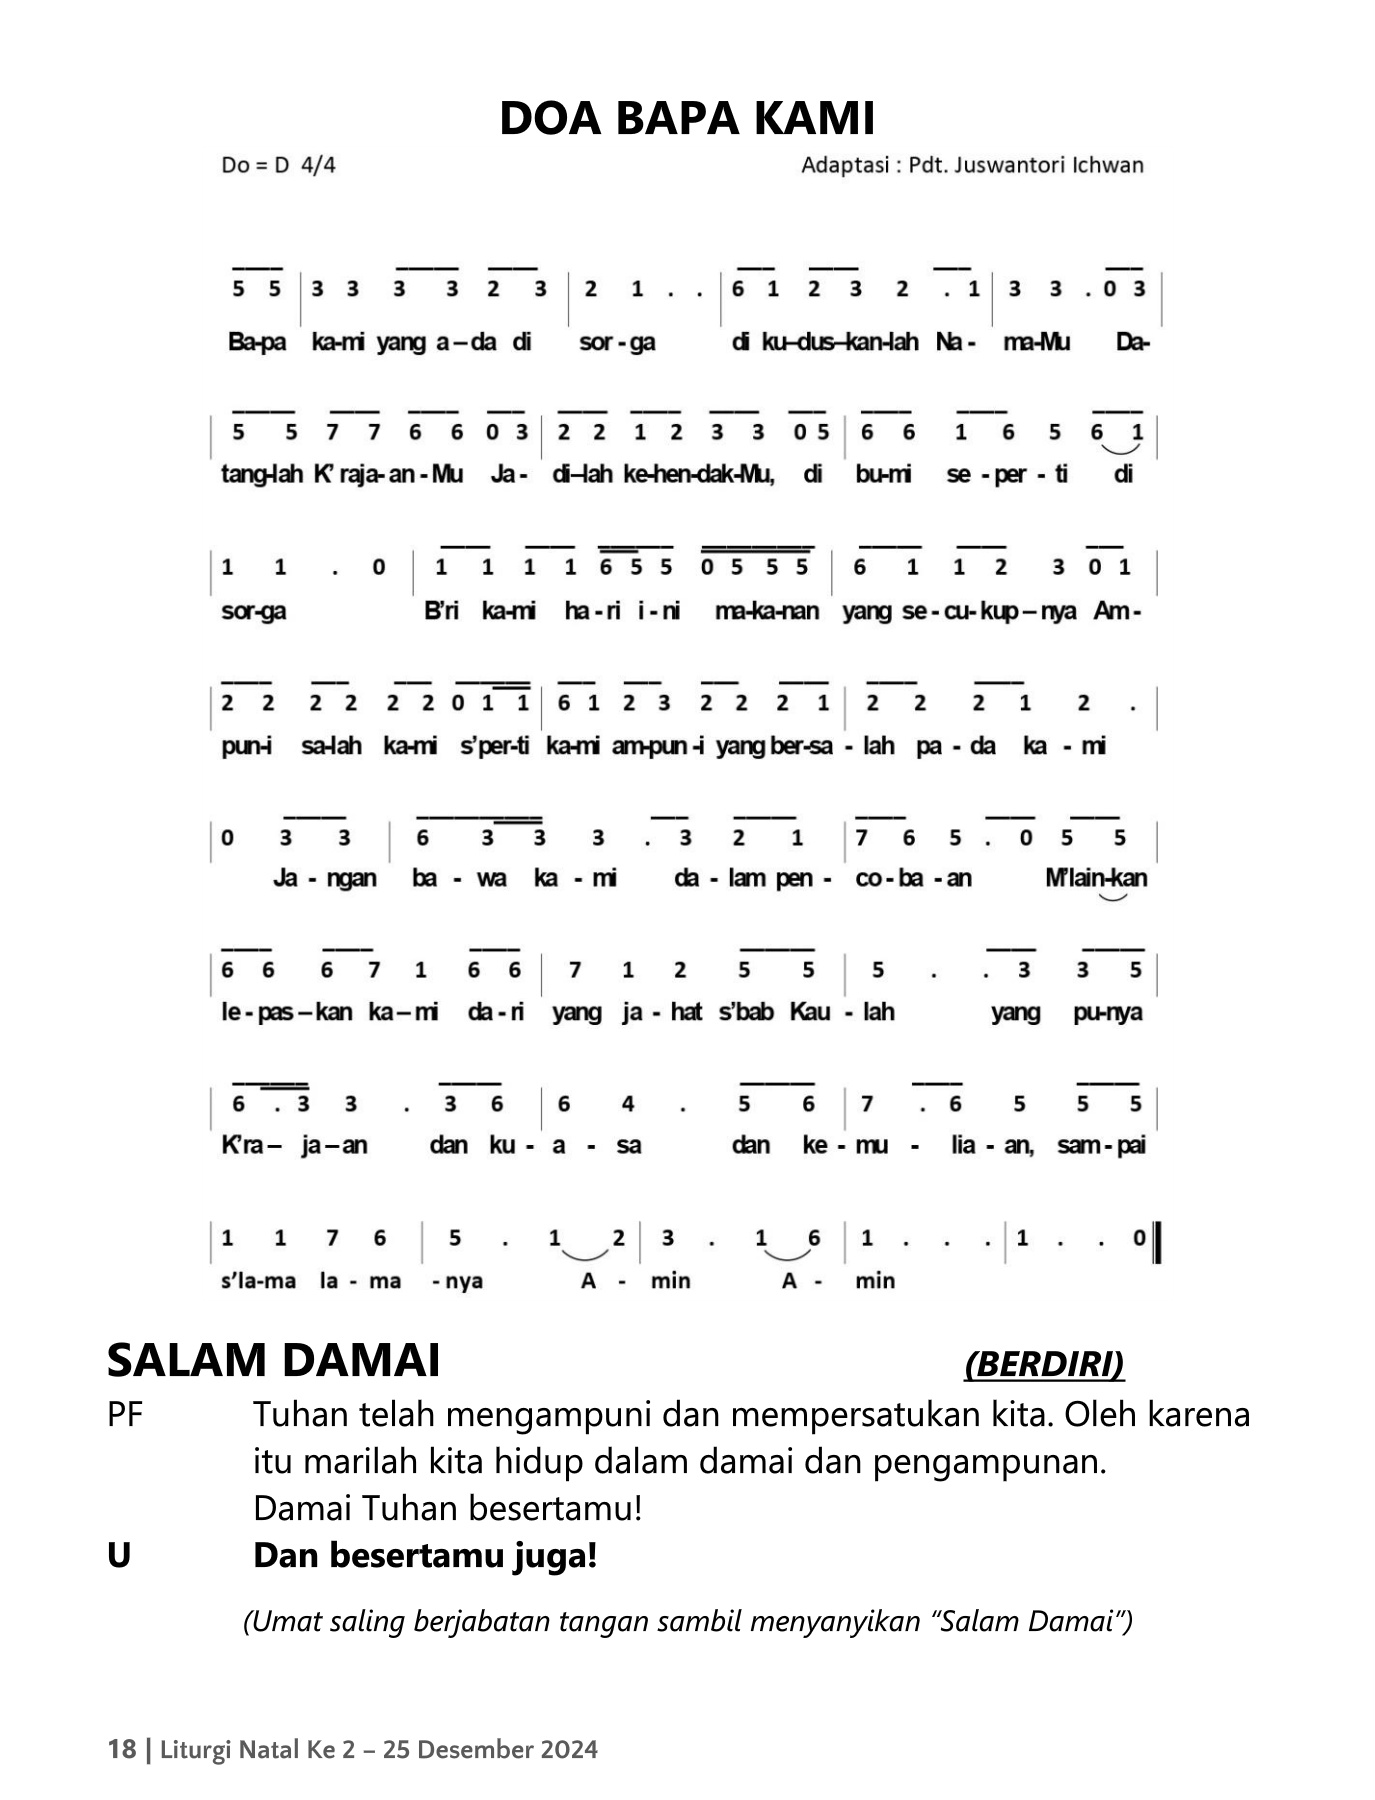 DOA BAPA KAMI
Do = D 4/4 Adaptasi : Pdt. Juswantori Ichwan
5 5 | 3 3 3 3 2 3 | 2 1 . . | 6 1 2 3 2 . 1 | 3 3 . 0 3 |
Ba-pa ka-mi yang a–da di sor-ga di ku–dus–kan-lah Na- ma-Mu Da-
| 5 5 7 7 6 6 0 3 | 2 2 1 2 3 3 0 5 | 6 6 1 6 5 6 1 |
tang-lah K' raja-an-Mu Ja- di–lah ke-hen-dak-Mu, di bu-mi se-per-ti di
| 1 1 . 0 | 1 1 1 1 6 5 5 0 5 5 5 | 6 1 1 2 3 0 1 |
sor-ga B'ri ka-mi ha-ri i-ni ma-ka-nan yang se-cu-kup–nya Am-
| 2 2 2 2 2 2 0 1 1 | 6 1 2 3 2 2 2 1 | 2 2 2 1 2 . |
pun-i sa-lah ka-mi s'per-ti ka-mi am-pun-i yang ber-sa - lah pa - da ka - mi
| 0 3 3 | 6 3 3 3 . 3 2 1 | 7 6 5 . 0 5 5 |
Ja - ngan ba - wa ka - mi da - lam pen - co-ba-an M'lain-kan
| 6 6 6 7 1 6 6 | 7 1 2 5 5 | 5 . . 3 3 5 |
le-pas–kan ka–mi da-ri yang ja - hat s'bab Kau - lah yang pu-nya
| 6 . 3 3 . 3 6 | 6 4 . 5 6 | 7 . 6 5 5 5 |
K'ra– ja–an dan ku - a - sa dan ke - mu - lia - an, sam-pai
| 1 1 7 6 | 5 . 1 2 | 3 . 1 6 | 1 . . . | 1 . . 0 ||
s'la-ma la - ma - nya A - min A - min
SALAM DAMAI (BERDIRI)
PF Tuhan telah mengampuni dan mempersatukan kita. Oleh karena
itu marilah kita hidup dalam damai dan pengampunan.
Damai Tuhan besertamu!
U Dan besertamu juga!
(Umat saling berjabatan tangan sambil menyanyikan “Salam Damai”)
18 | Liturgi Natal Ke 2 – 25 Desember 2024